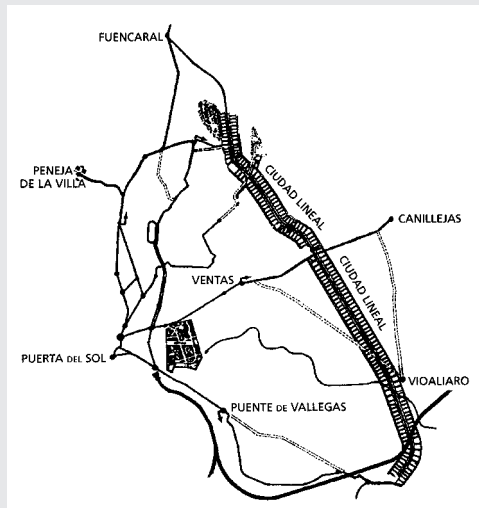 FUENCARAL
PENEJA
DE LA VILLA
CIUDAD LINEAL
CANILLEJAS
VENTAS
CIUDAD LINEAL
PUERTA DEL SOL
VIOALIARO
PUENTE DE VALLEGAS